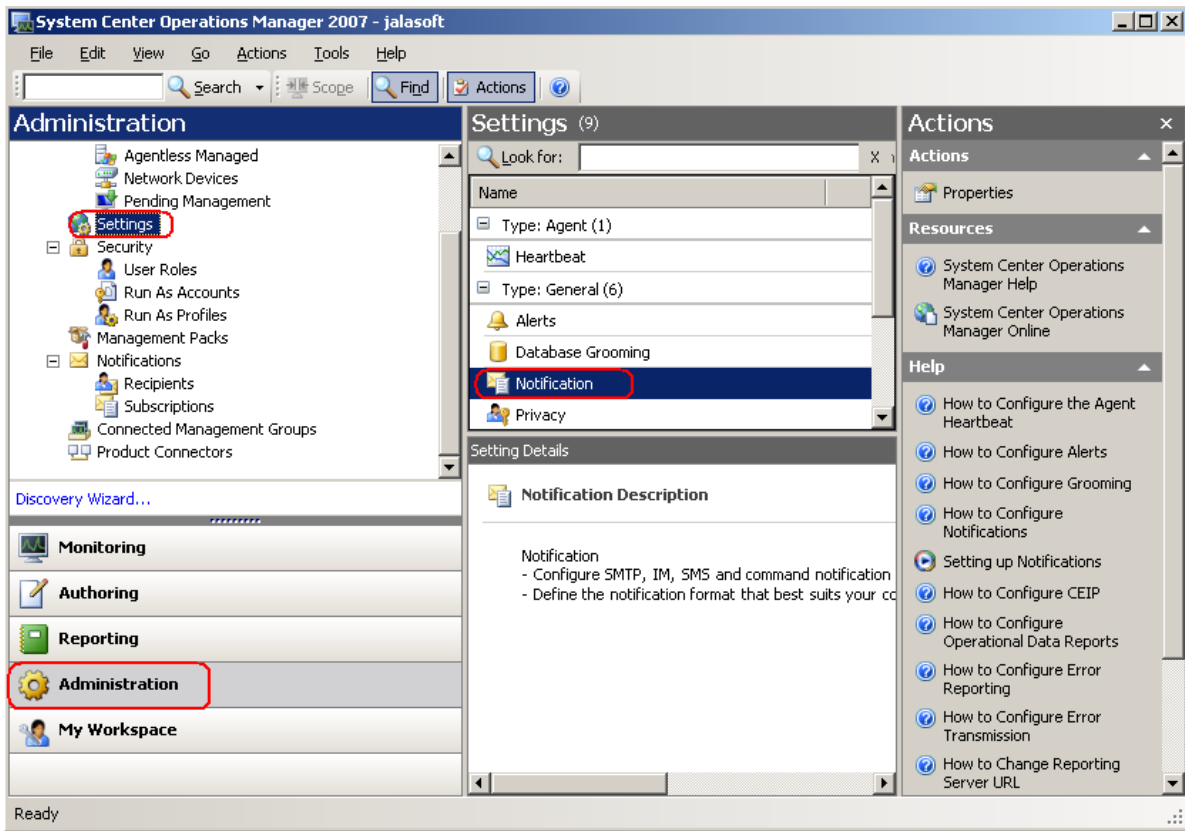 System Center Operations Manager 2007 - jalasoft
File Edit View Go Actions Tools Help
Search Scope Find Actions
Administration
Agentless Managed
Network Devices
Pending Management
Settings
Security
User Roles
Run As Accounts
Run As Profiles
Management Packs
Notifications
Recipients
Subscriptions
Connected Management Groups
Product Connectors
Discovery Wizard...
Monitoring
Authoring
Reporting
Administration
My Workspace
Settings (9)
Look for: X
Name
Type: Agent (1)
Heartbeat
Type: General (6)
Alerts
Database Grooming
Notification
Privacy
Setting Details
Notification Description
Notification
- Configure SMTP, IM, SMS and command notification
- Define the notification format that best suits your co
Actions
Actions
Properties
Resources
System Center Operations
Manager Help
System Center Operations
Manager Online
Help
How to Configure the Agent
Heartbeat
How to Configure Alerts
How to Configure Grooming
How to Configure
Notifications
Setting up Notifications
How to Configure CEIP
How to Configure
Operational Data Reports
How to Configure Error
Reporting
How to Configure Error
Transmission
How to Change Reporting
Server URL
Ready